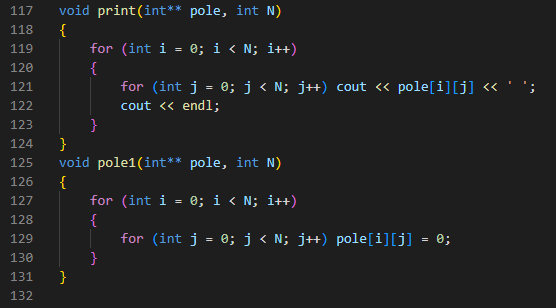 117 void print(int** pole, int N)
118 {
119     for (int i = 0; i < N; i++)
120     {
121         for (int j = 0; j < N; j++) cout << pole[i][j] << ' ';
122         cout << endl;
123     }
124 }
125 void pole1(int** pole, int N)
126 {
127     for (int i = 0; i < N; i++)
128     {
129         for (int j = 0; j < N; j++) pole[i][j] = 0;
130     }
131 }
132